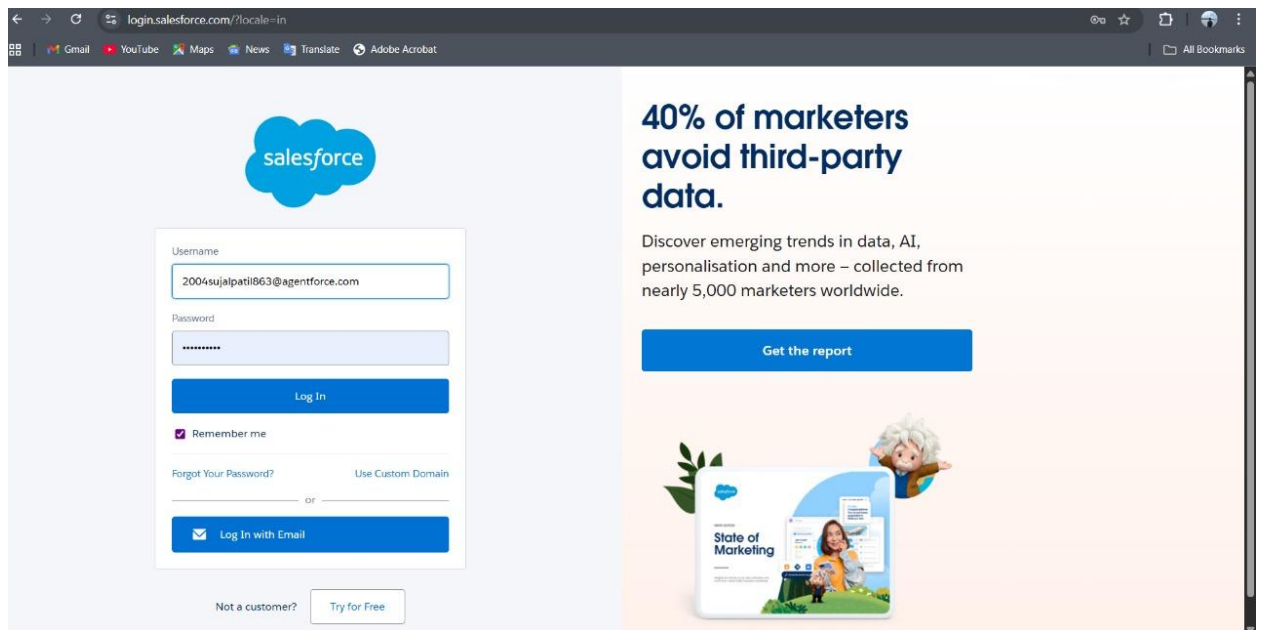 login.salesforce.com/?locale=in
Gmail YouTube Maps News Translate Adobe Acrobat All Bookmarks
salesforce
Username
2004sujalpatil863@agentforce.com
Password
••••••••••
Log In
Remember me
Forgot Your Password? Use Custom Domain
or
Log In with Email
Not a customer? Try for Free
40% of marketers
avoid third-party
data.
Discover emerging trends in data, AI,
personalisation and more – collected from
nearly 5,000 marketers worldwide.
Get the report
State of
Marketing